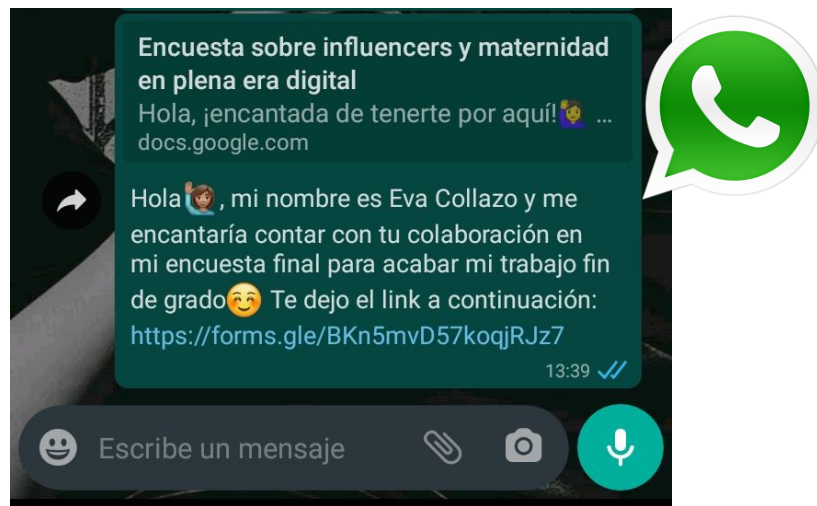 Encuesta sobre influencers y maternidad
en plena era digital
Hola, ¡encantada de tenerte por aquí!🙋‍♀️ ...
docs.google.com
Hola🙋🏽‍♀️, mi nombre es Eva Collazo y me
encantaría contar con tu colaboración en
mi encuesta final para acabar mi trabajo fin
de grado☺️ Te dejo el link a continuación:
https://forms.gle/BKn5mvD57koqjRJz7
13:39
Escribe un mensaje